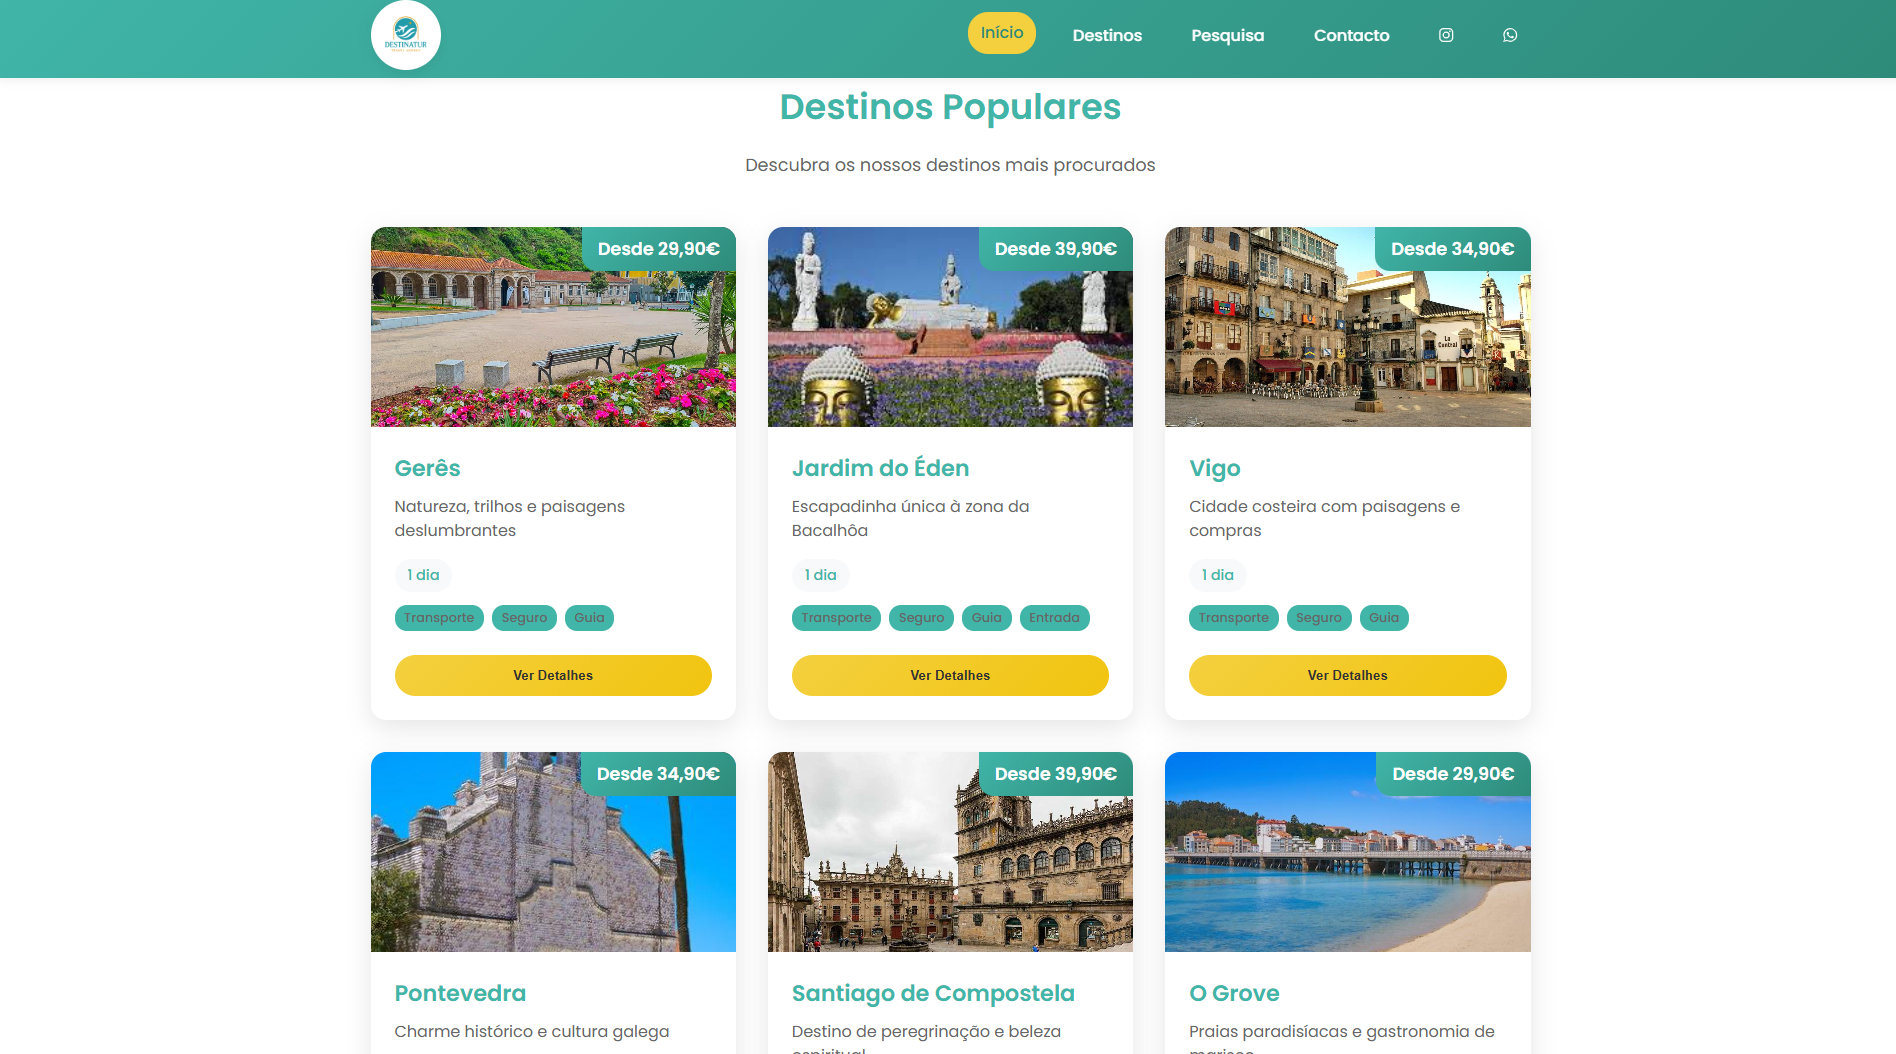 DESTINATUR
Início
Destinos
Pesquisa
Contacto
Destinos Populares
Descubra os nossos destinos mais procurados
Desde 29,90€
Desde 39,90€
Desde 34,90€
La
Central
Gerês
Natureza, trilhos e paisagens
deslumbrantes
1 dia
Transporte Seguro Guia
Ver Detalhes
Jardim do Éden
Escapadinha única à zona da
Bacalhôa
1 dia
Transporte Seguro Guia Entrada
Ver Detalhes
Vigo
Cidade costeira com paisagens e
compras
1 dia
Transporte Seguro Guia
Ver Detalhes
Desde 34,90€
Desde 39,90€
Desde 29,90€
Pontevedra
Charme histórico e cultura galega
Santiago de Compostela
Destino de peregrinação e beleza
O Grove
Praias paradisíacas e gastronomia de